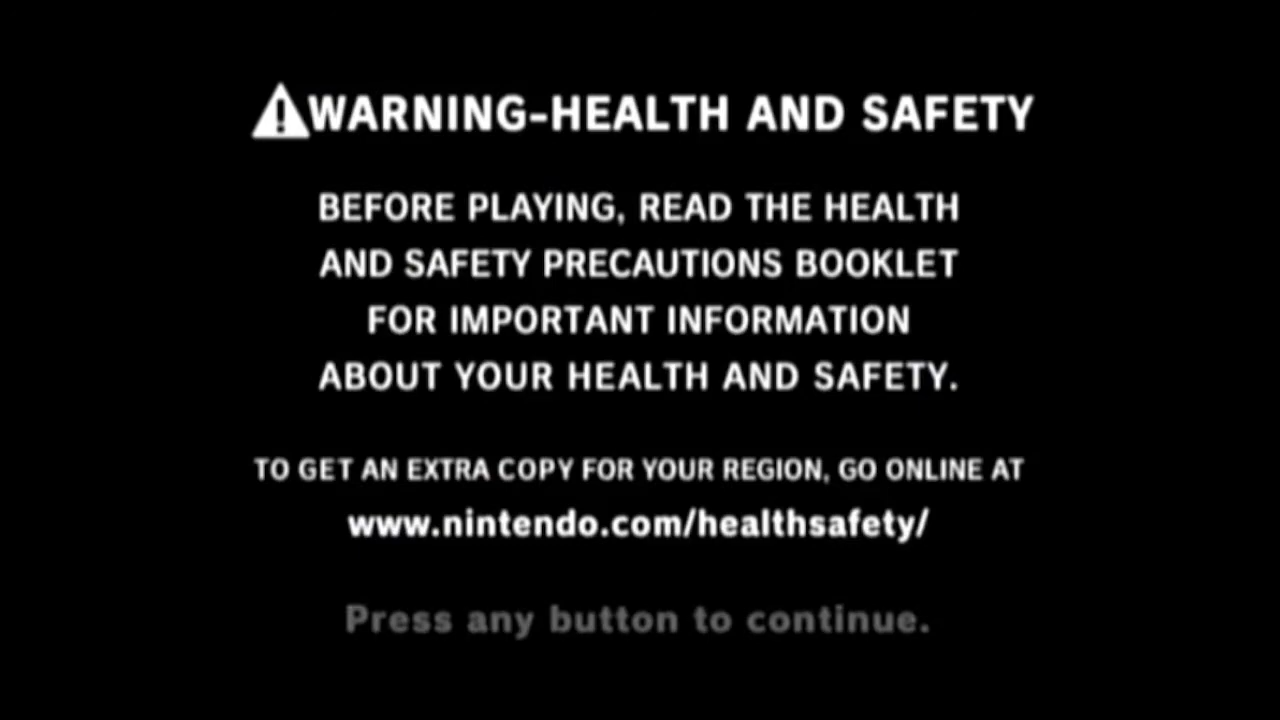 WARNING-HEALTH AND SAFETY
BEFORE PLAYING, READ THE HEALTH
AND SAFETY PRECAUTIONS BOOKLET
FOR IMPORTANT INFORMATION
ABOUT YOUR HEALTH AND SAFETY.
TO GET AN EXTRA COPY FOR YOUR REGION, GO ONLINE AT
www.nintendo.com/healthsafety/
Press any button to continue.